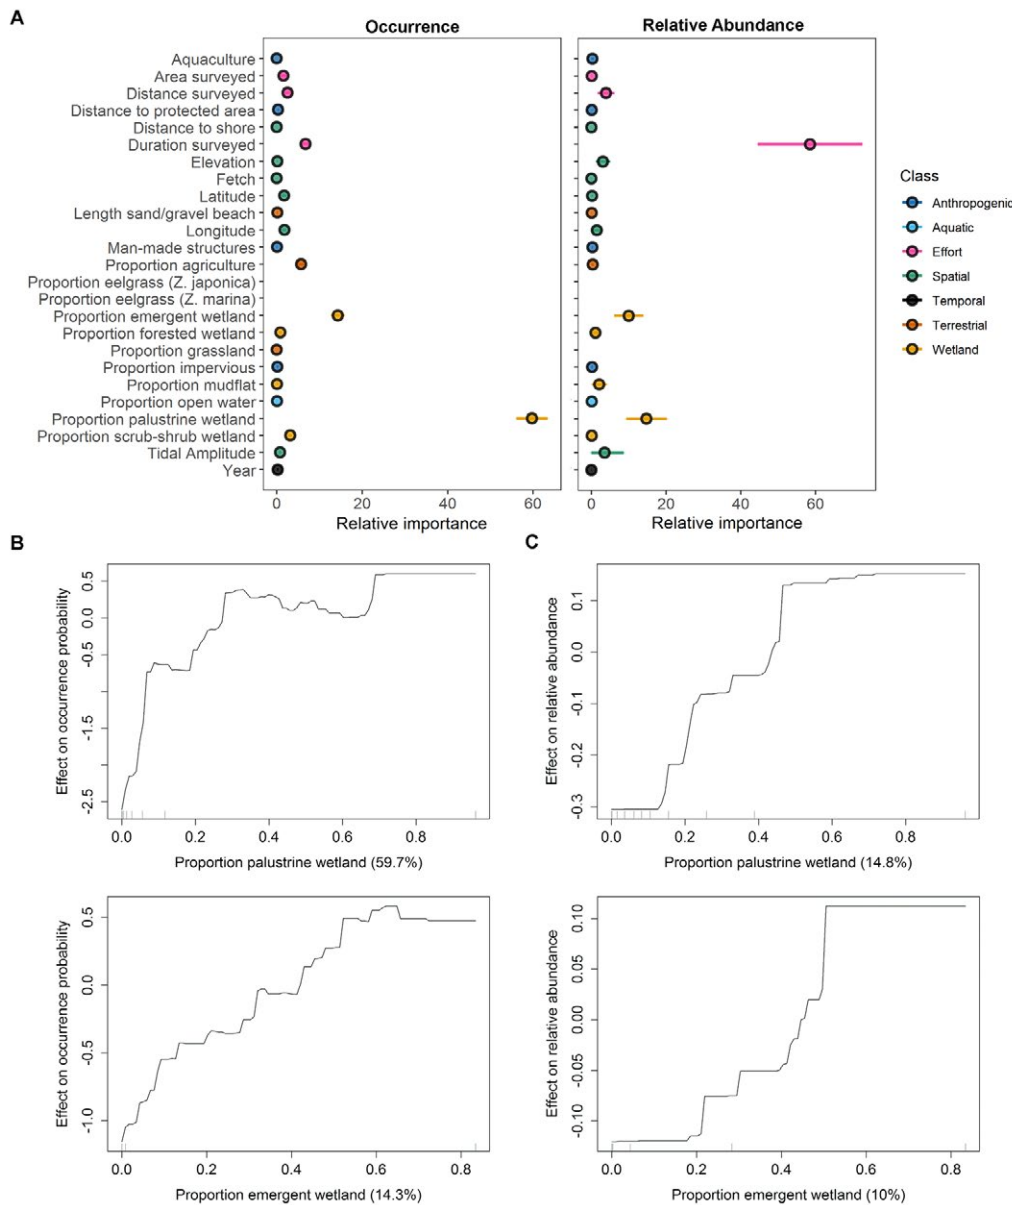 A
Occurrence
Relative Abundance
Aquaculture
Area surveyed
Distance surveyed
Distance to protected area
Distance to shore
Duration surveyed
Elevation
Fetch
Latitude
Length sand/gravel beach
Longitude
Man-made structures
Proportion agriculture
Proportion eelgrass (Z. japonica)
Proportion eelgrass (Z. marina)
Proportion emergent wetland
Proportion forested wetland
Proportion grassland
Proportion impervious
Proportion mudflat
Proportion open water
Proportion palustrine wetland
Proportion scrub-shrub wetland
Tidal Amplitude
Year
0 20 40 60
Relative importance
0 20 40 60
Relative importance
Class
Anthropogenic
Aquatic
Effort
Spatial
Temporal
Terrestrial
Wetland
B
Effect on occurrence probability
0.5
0.0
-0.5
-1.5
-2.5
0.0 0.2 0.4 0.6 0.8
Proportion palustrine wetland (59.7%)
C
Effect on relative abundance
0.1
0.0
-0.1
-0.2
-0.3
0.0 0.2 0.4 0.6 0.8
Proportion palustrine wetland (14.8%)
Effect on occurrence probability
0.5
0.0
-0.5
-1.0
0.0 0.2 0.4 0.6 0.8
Proportion emergent wetland (14.3%)
Effect on relative abundance
0.10
0.05
0.00
-0.05
-0.10
0.0 0.2 0.4 0.6 0.8
Proportion emergent wetland (10%)